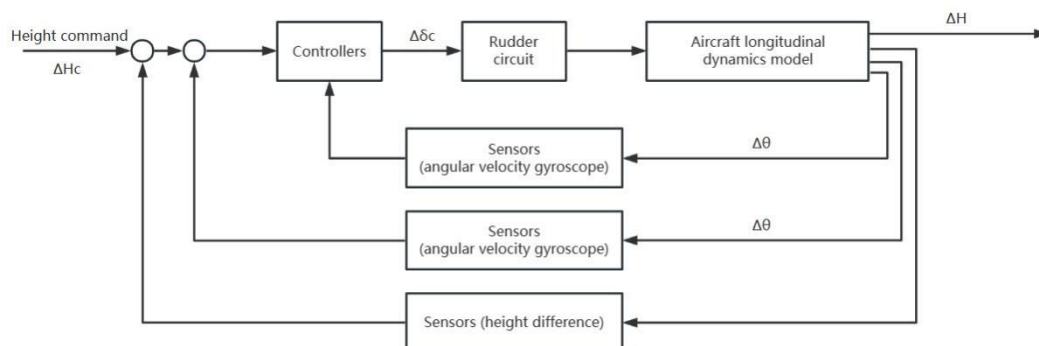 Height command
ΔHc
Controllers
Δδc
Rudder
circuit
Aircraft longitudinal
dynamics model
ΔH
Sensors
(angular velocity gyroscope)
Δθ
Sensors
(angular velocity gyroscope)
Δθ
Sensors (height difference)